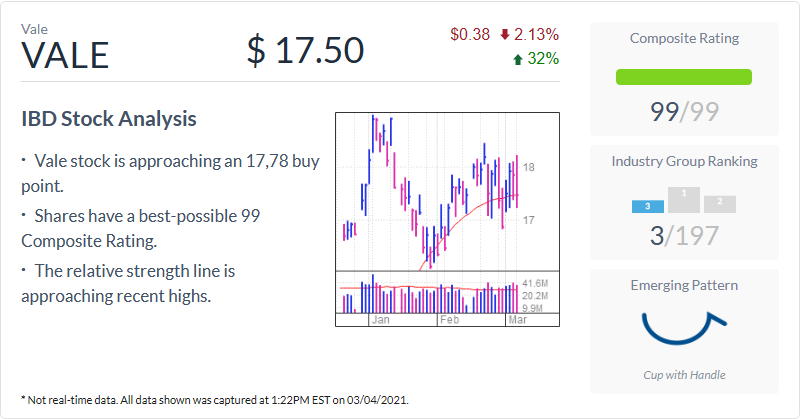 Vale
VALE
$ 17.50
$0.38 2.13%
32%
IBD Stock Analysis
· Vale stock is approaching an 17,78 buy
point.
· Shares have a best-possible 99
Composite Rating.
· The relative strength line is
approaching recent highs.
18
17
41.6M
20.2M
9.9M
Jan Feb Mar
Composite Rating
99/99
Industry Group Ranking
3 1 2
3/197
Emerging Pattern
Cup with Handle
* Not real-time data. All data shown was captured at 1:22PM EST on 03/04/2021.